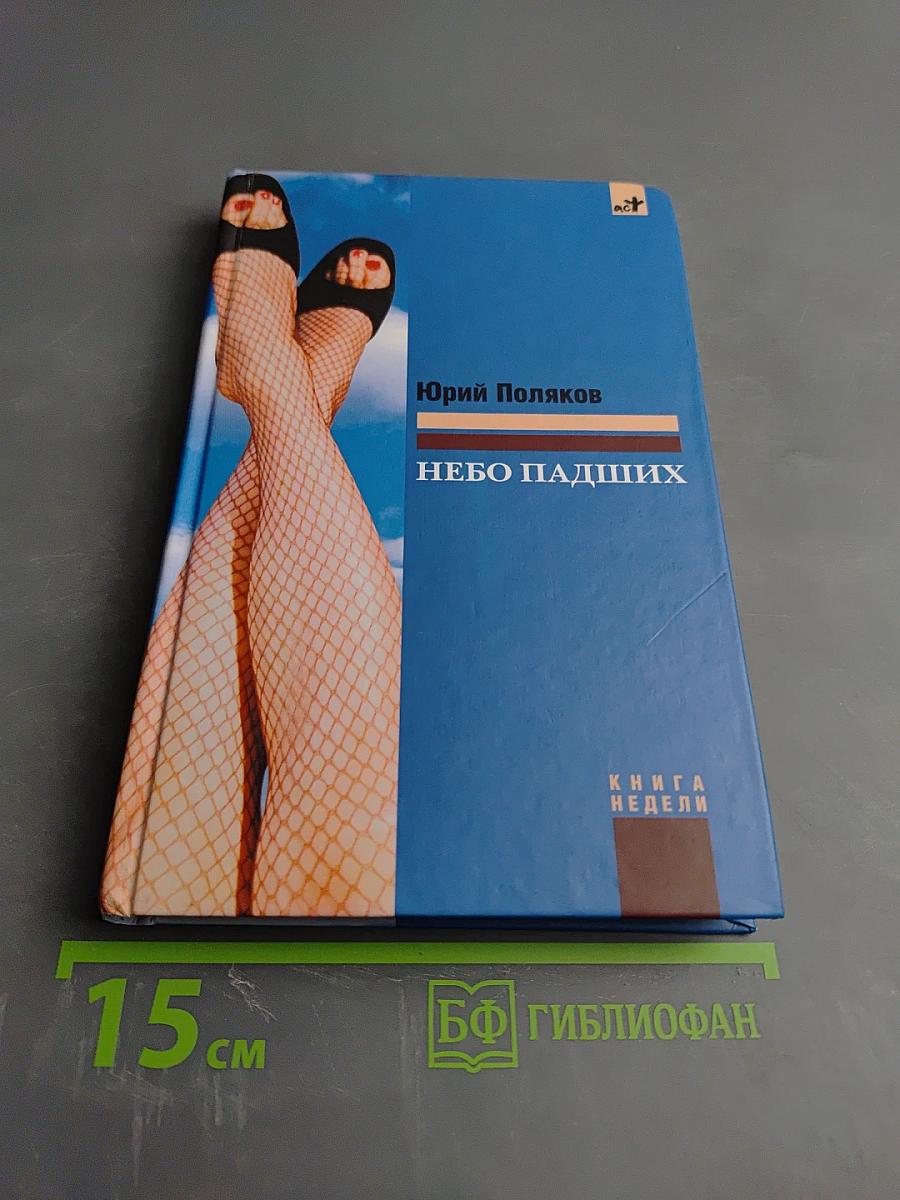 аст
Юрий Поляков
НЕБО ПАДШИХ
КНИГА
НЕДЕЛИ
15 см
БФ ГИБЛИОФАН